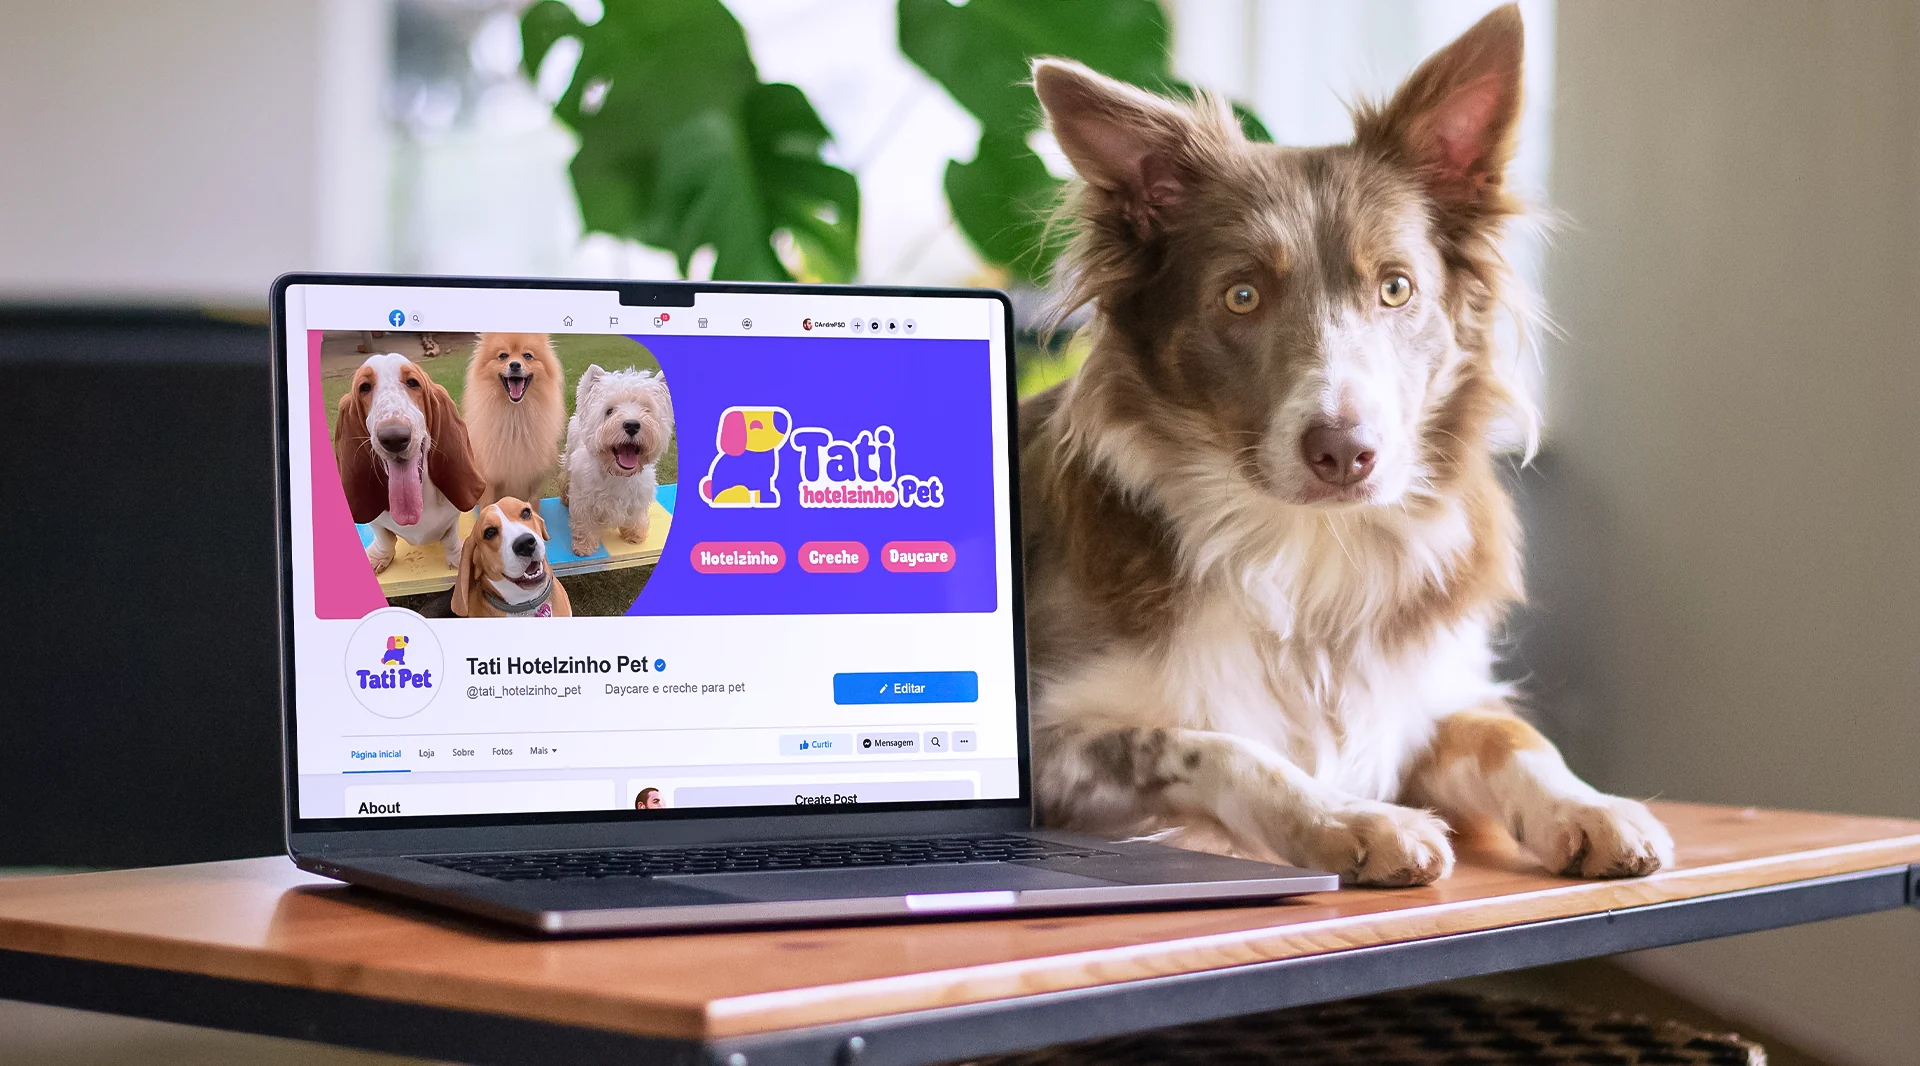 CAndrePSD
Tati
hotelzinho Pet
Hotelzinho Creche Daycare
Tati Pet
Tati Hotelzinho Pet
@tati_hotelzinho_pet Daycare e creche para pet
Editar
Página inicial Loja Sobre Fotos Mais
Curtir Mensagem
About
Create Post